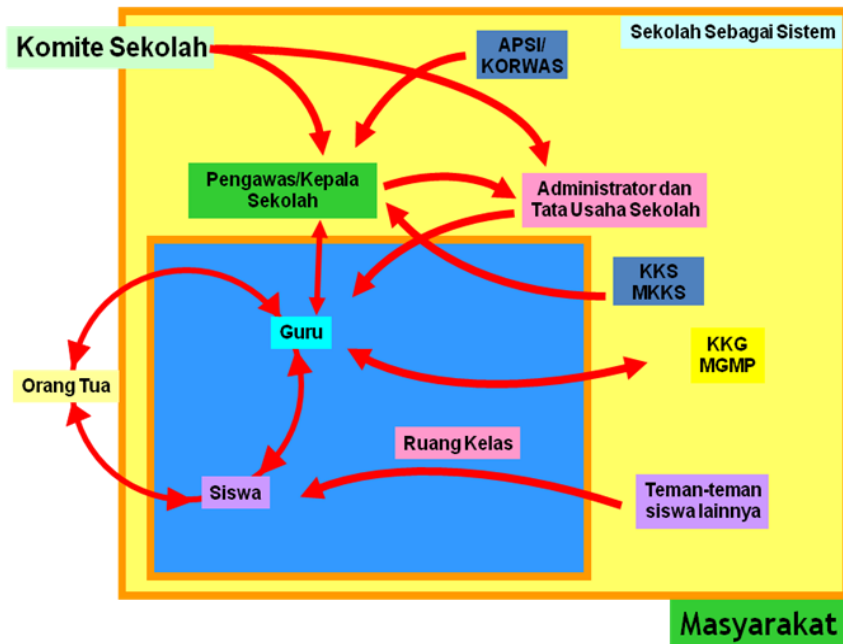 Komite Sekolah
APSI/
KORWAS
Sekolah Sebagai Sistem
Pengawas/Kepala
Sekolah
Administrator dan
Tata Usaha Sekolah
KKS
MKKS
Guru
KKG
MGMP
Orang Tua
Ruang Kelas
Siswa
Teman-teman
siswa lainnya
Masyarakat